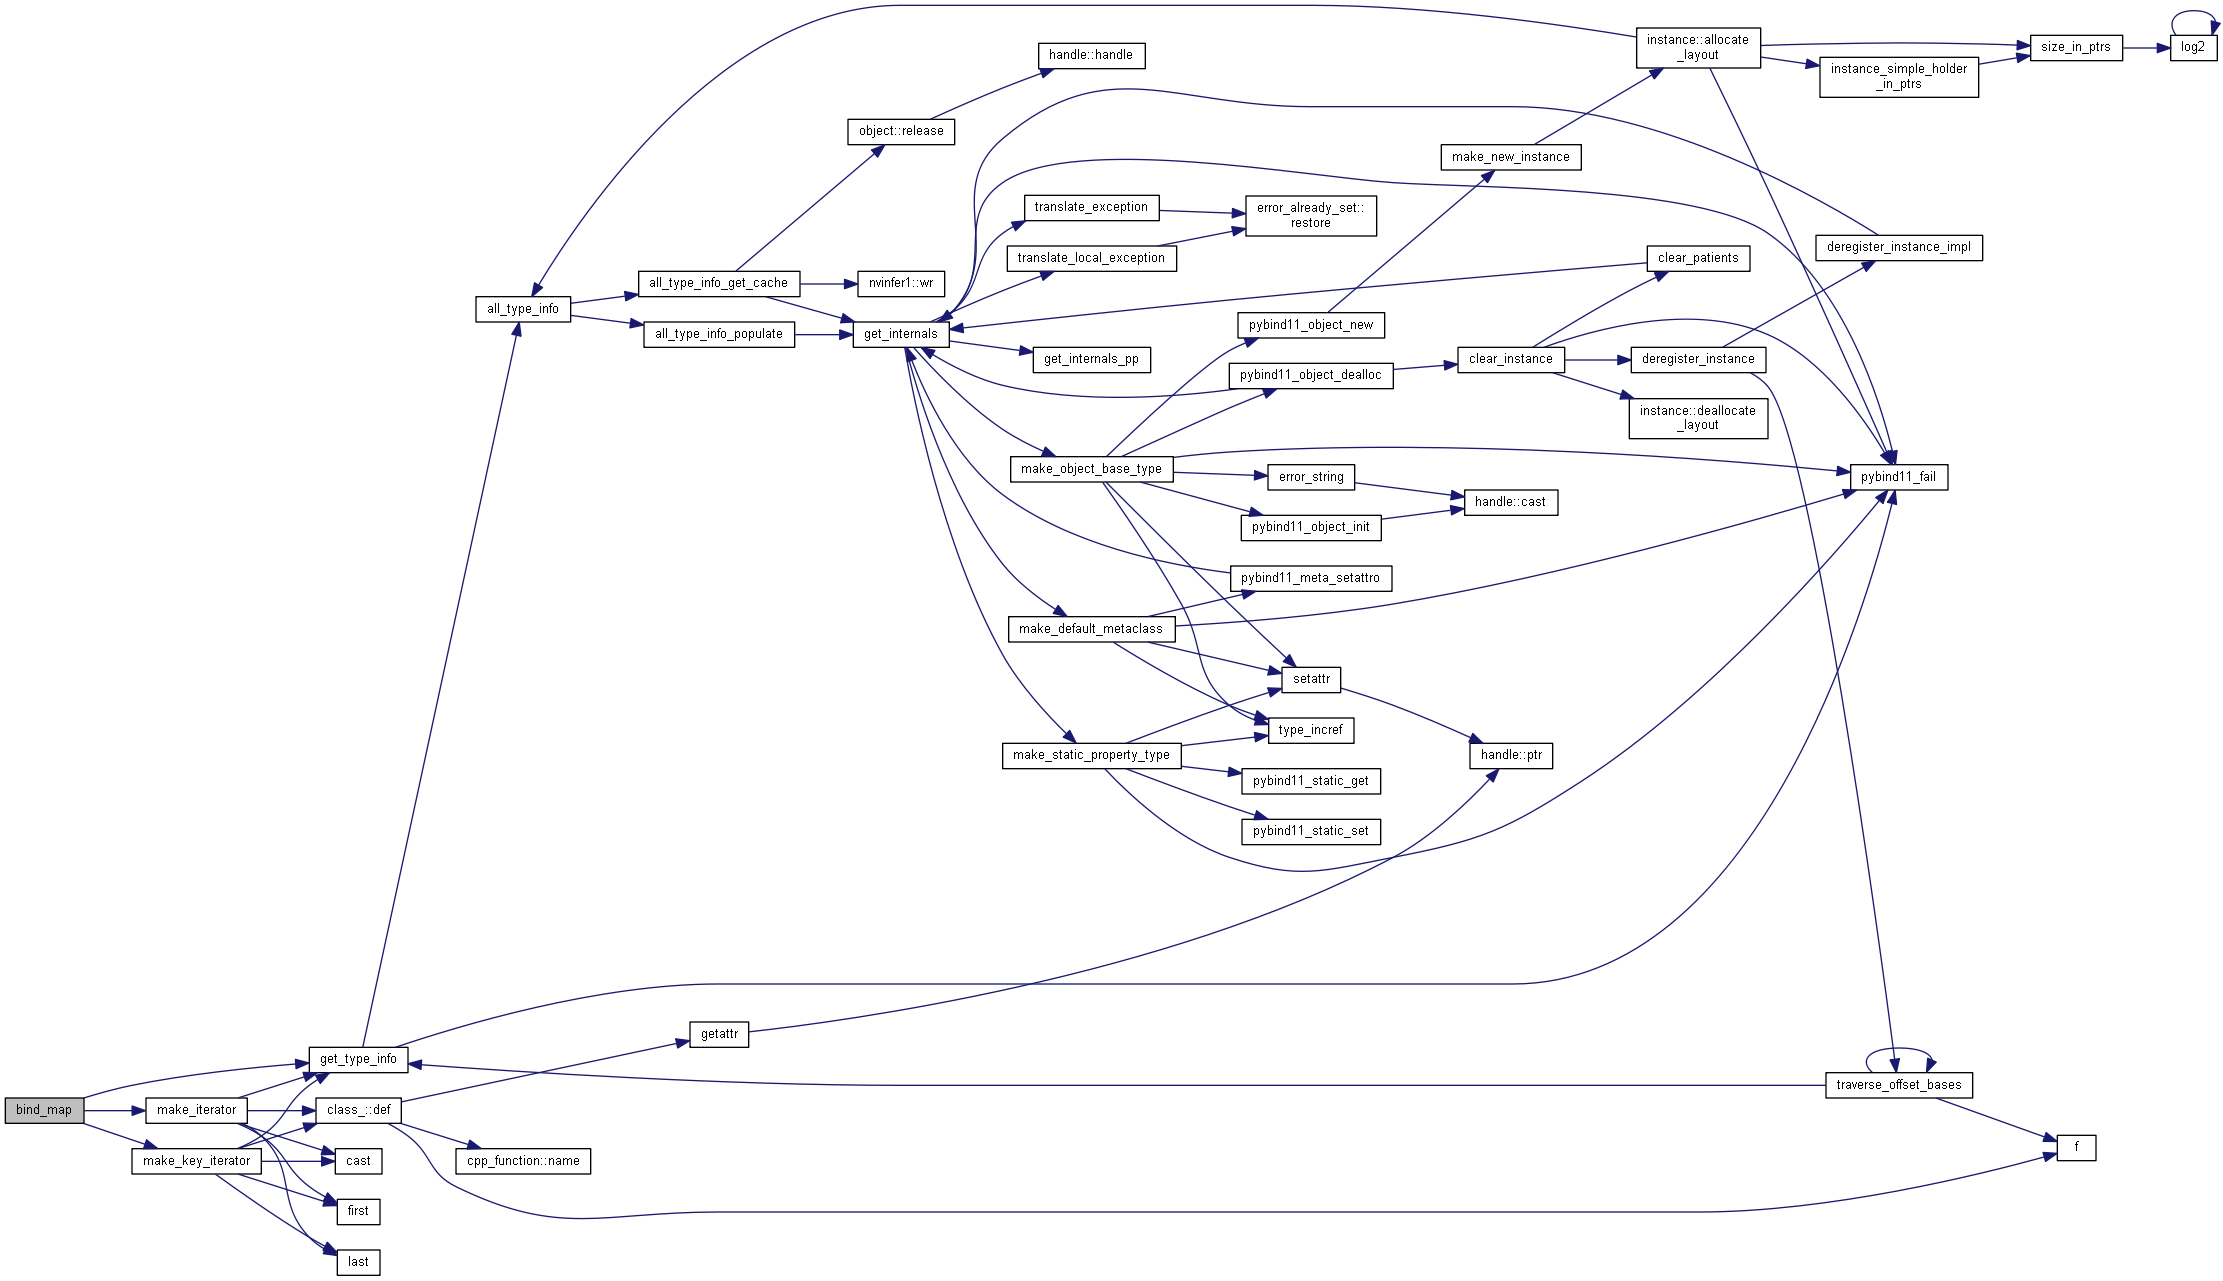 instance::allocate
_layout
size_in_ptrs
log2
handle::handle
instance_simple_holder
_in_ptrs
object::release
make_new_instance
translate_exception
error_already_set::
restore
translate_local_exception
clear_patients
deregister_instance_impl
all_type_info_get_cache
nvinfer1::wr
all_type_info
all_type_info_populate
get_internals
get_internals_pp
pybind11_object_new
pybind11_object_dealloc
clear_instance
deregister_instance
instance::deallocate
_layout
make_object_base_type
error_string
handle::cast
pybind11_object_init
pybind11_fail
pybind11_meta_setattro
make_default_metaclass
setattr
type_incref
make_static_property_type
handle::ptr
pybind11_static_get
pybind11_static_set
getattr
get_type_info
traverse_offset_bases
bind_map
make_iterator
class_::def
f
make_key_iterator
cast
cpp_function::name
first
last